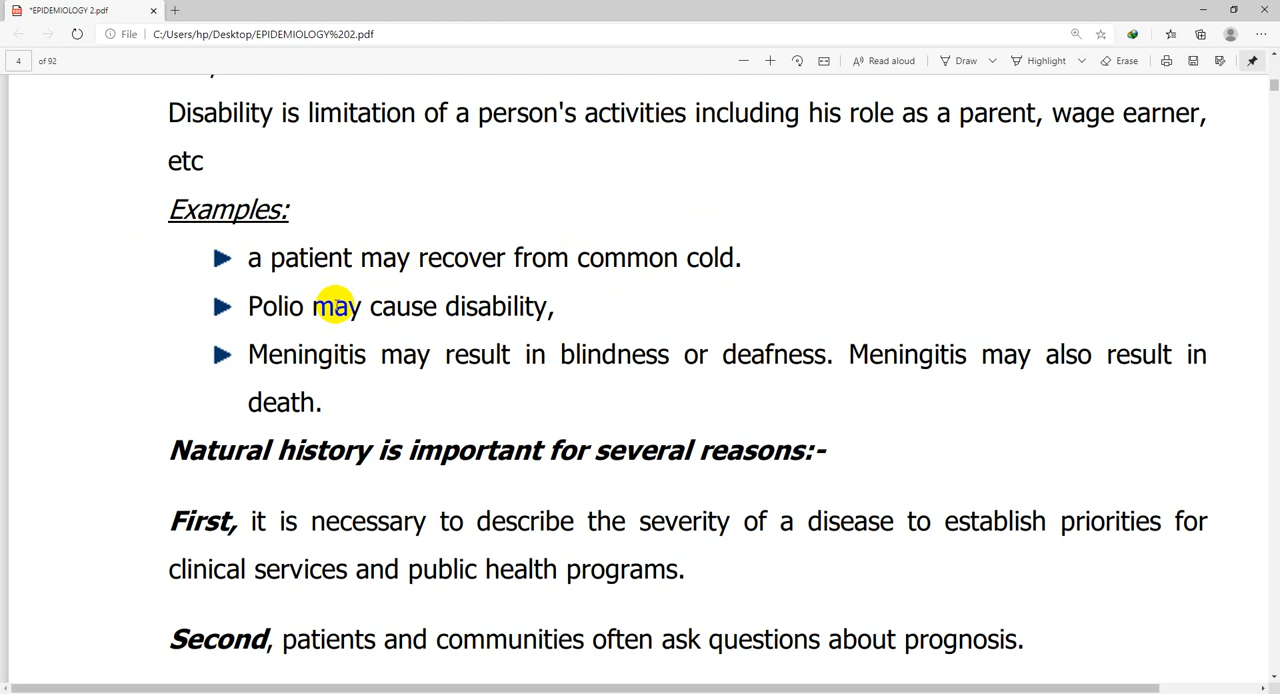 *EPIDEMIOLOGY 2.pdf
File C:/Users/hp/Desktop/EPIDEMIOLOGY%202.pdf
4 of 92 Read aloud Draw Highlight Erase
Disability is limitation of a person's activities including his role as a parent, wage earner,
etc
Examples:
a patient may recover from common cold.
Polio may cause disability,
Meningitis may result in blindness or deafness. Meningitis may also result in
death.
Natural history is important for several reasons:-
First, it is necessary to describe the severity of a disease to establish priorities for
clinical services and public health programs.
Second, patients and communities often ask questions about prognosis.